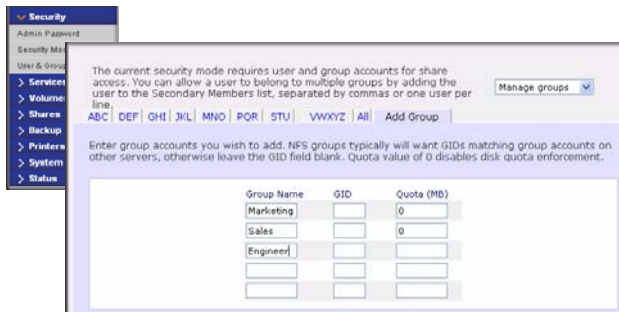 Security
Admin Password
Security Mo
User & Group
Services
Volume
Shares
Backup
Printers
System
Status
The current security mode requires user and group accounts for share
access. You can allow a user to belong to multiple groups by adding the
user to the Secondary Members list, separated by commas or one user per
line.
Manage groups
ABC DEF GHI JKL MNO PQR STU VWXYZ All Add Group
Enter group accounts you wish to add. NFS groups typically will want GIDs matching group accounts on
other servers, otherwise leave the GID field blank. Quota value of 0 disables disk quota enforcement.
Group Name GID Quota (MB)
Marketing 0
Sales 0
Engineer